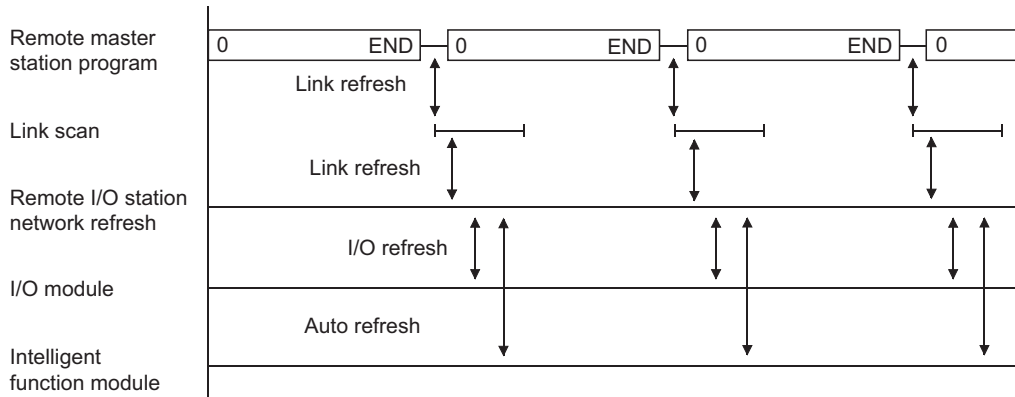 Remote master
station program
0 END 0 END 0 END 0
Link refresh
Link scan
Link refresh
Remote I/O station
network refresh
I/O refresh
I/O module
Auto refresh
Intelligent
function module